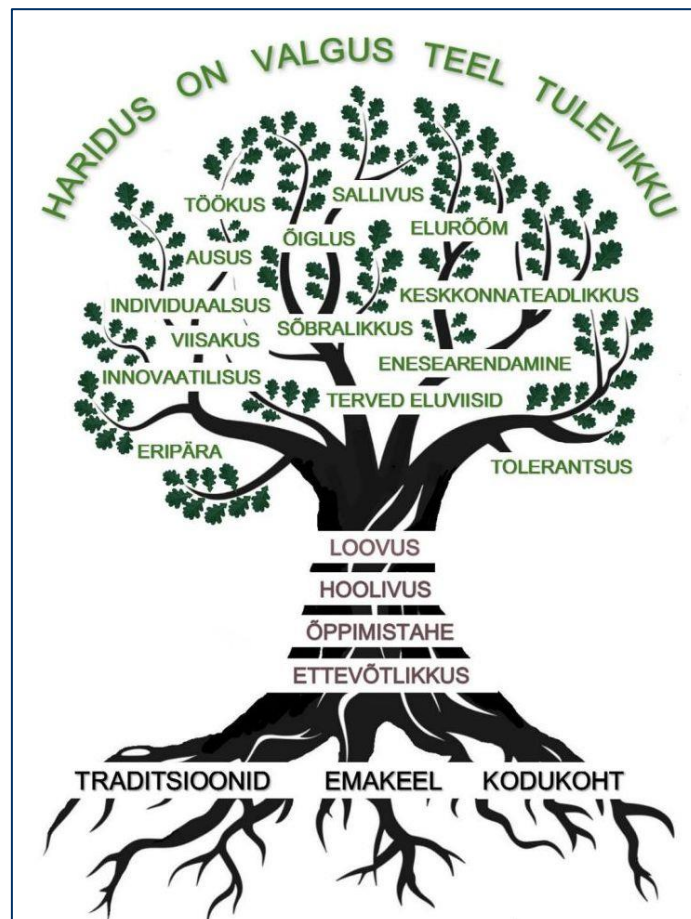 HARIDUS ON VALGUS TEEL TULEVIKKU
TÖÖKUS
SALLIVUS
ÕIGLUS
ELURÕÕM
AUSUS
INDIVIDUAALSUS
KESKKONNATEADLIKKUS
VIISAKUS
SÕBRALIKKUS
INNOVAATILISUS
ENESEARENDAMINE
TERVED ELUVIISID
ERIPÄRA
TOLERANTSUS
LOOVUS
HOOLIVUS
ÕPPIMISTAHE
ETTEVÕTLIKKUS
TRADITSIOONID EMAKEEL KODUKOHT